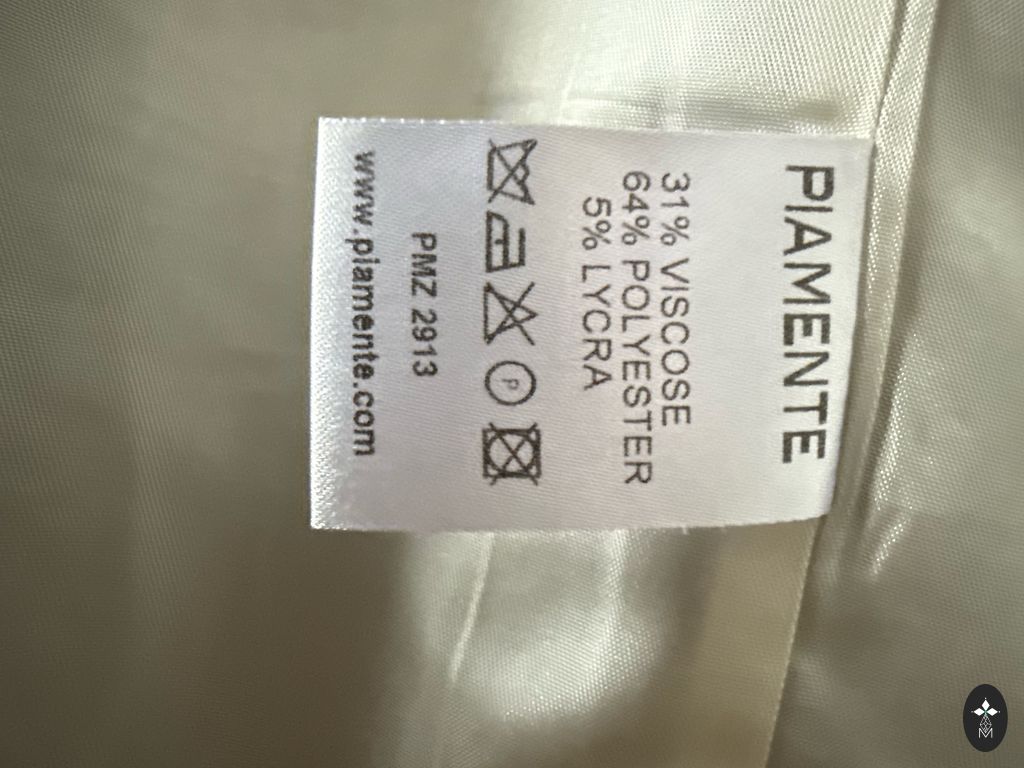 PIAMENTE
31% VISCOSE
64% POLYESTER
5% LYCRA
P
PMZ 2913
www.piamente.com
M